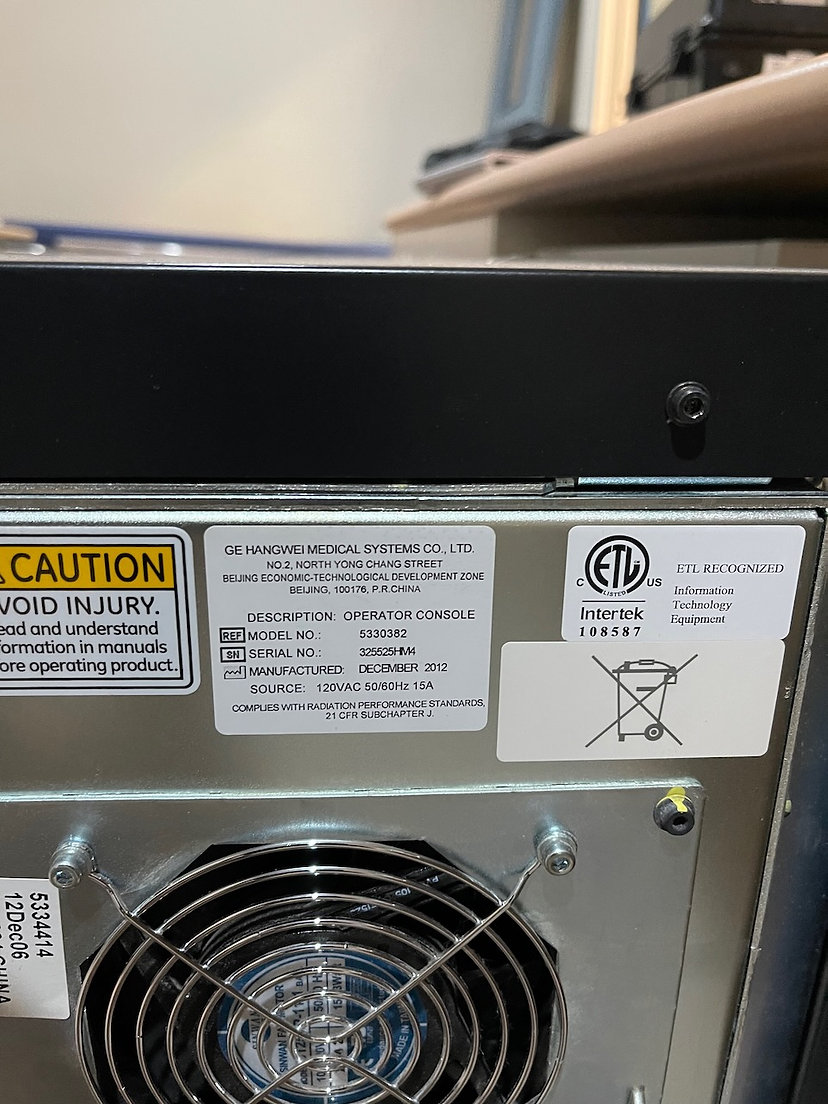 CAUTION
VOID INJURY.
ead and understand
formation in manuals
ore operating product.
GE HANGWEI MEDICAL SYSTEMS CO., LTD.
NO.2, NORTH YONG CHANG STREET
BEIJING ECONOMIC-TECHNOLOGICAL DEVELOPMENT ZONE
BEIJING, 100176, P.R.CHINA
DESCRIPTION: OPERATOR CONSOLE
REF MODEL NO.: 5330382
SN SERIAL NO.: 325525HM4
MANUFACTURED: DECEMBER 2012
SOURCE: 120VAC 50/60Hz 15A
COMPLIES WITH RADIATION PERFORMANCE STANDARDS,
21 CFR SUBCHAPTER J.
ETL
C US
LISTED
Intertek
108587
ETL RECOGNIZED
Information
Technology
Equipment
5334414
12Dec06
MADE IN